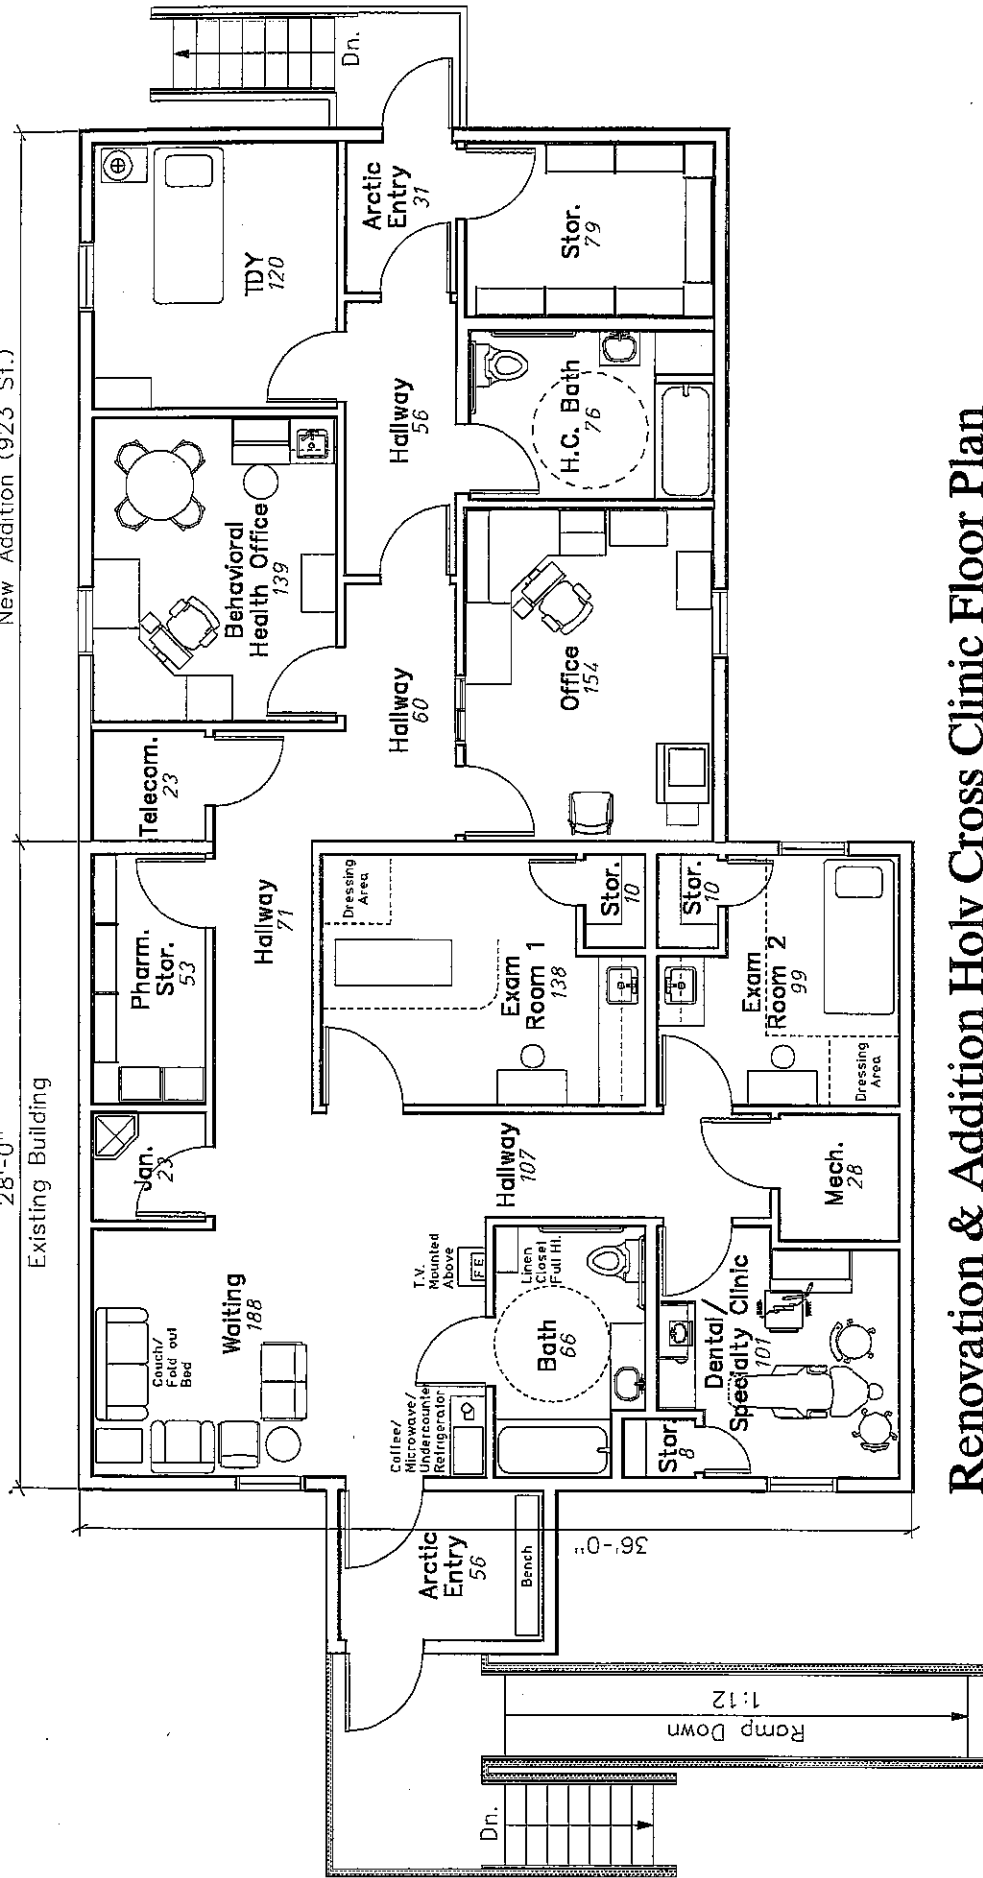 New Addition (923 Sf.)
28'-0"
Existing Building
Dn.
TDY
120
Arctic
Entry
31
Stor.
79
Behavioral
Health Office
139
Hallway
56
H.C. Bath
76
Telecom.
23
Hallway
60
Office
154
Pharm.
Stor.
53
Hallway
71
Dressing
Area
Exam
Room 1
138
Stor.
10
Stor.
10
Exam
Room 2
99
Dressing
Area
Jan.
23
Hallway
107
Mech.
28
Couch/
Fold out
Bed
Waiting
188
T.V.
Mounted
Above
FE
Linen
Closet
Full Ht.
Coffee/
Microwave/
Undercounter
Refrigerator
Bath
66
Dental/
Specialty Clinic
101
Stor.
8
Arctic
Entry
56
Bench
36'-0"
Ramp Down
1:12
Dn.
Renovation & Addition Holy Cross Clinic Floor Plan